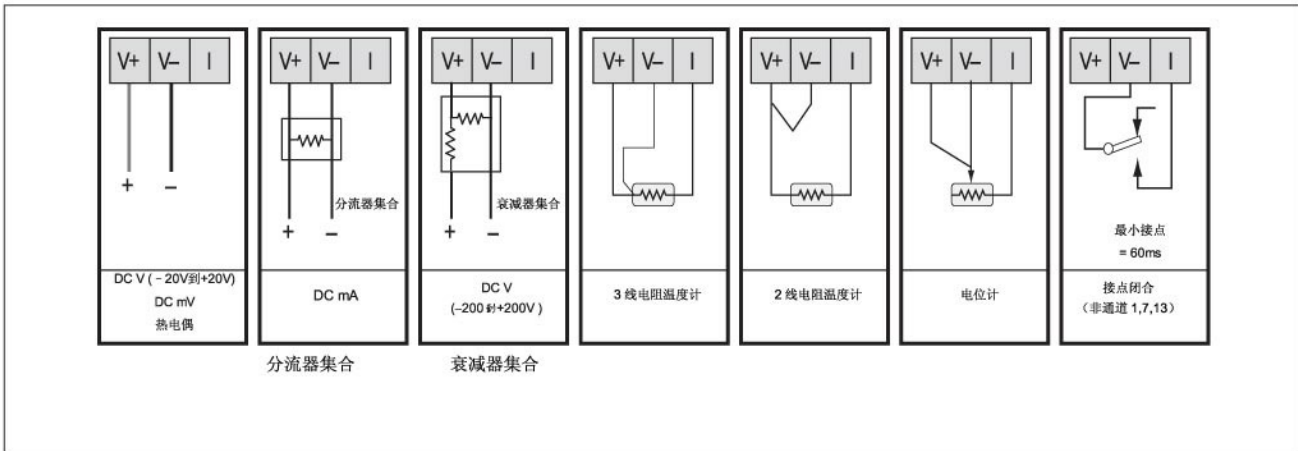 V+ V– I
+ –
DC V ( – 20V到+20V)
DC mV
热电偶
V+ V– I
分流器集合
+ –
DC mA
V+ V– I
衰减器集合
+ –
DC V
(–200 到+200V )
V+ V– I
3 线电阻温度计
V+ V– I
2 线电阻温度计
V+ V– I
电位计
V+ V– I
最小接点
= 60ms
接点闭合
（非通道 1,7,13）
分流器集合
衰减器集合